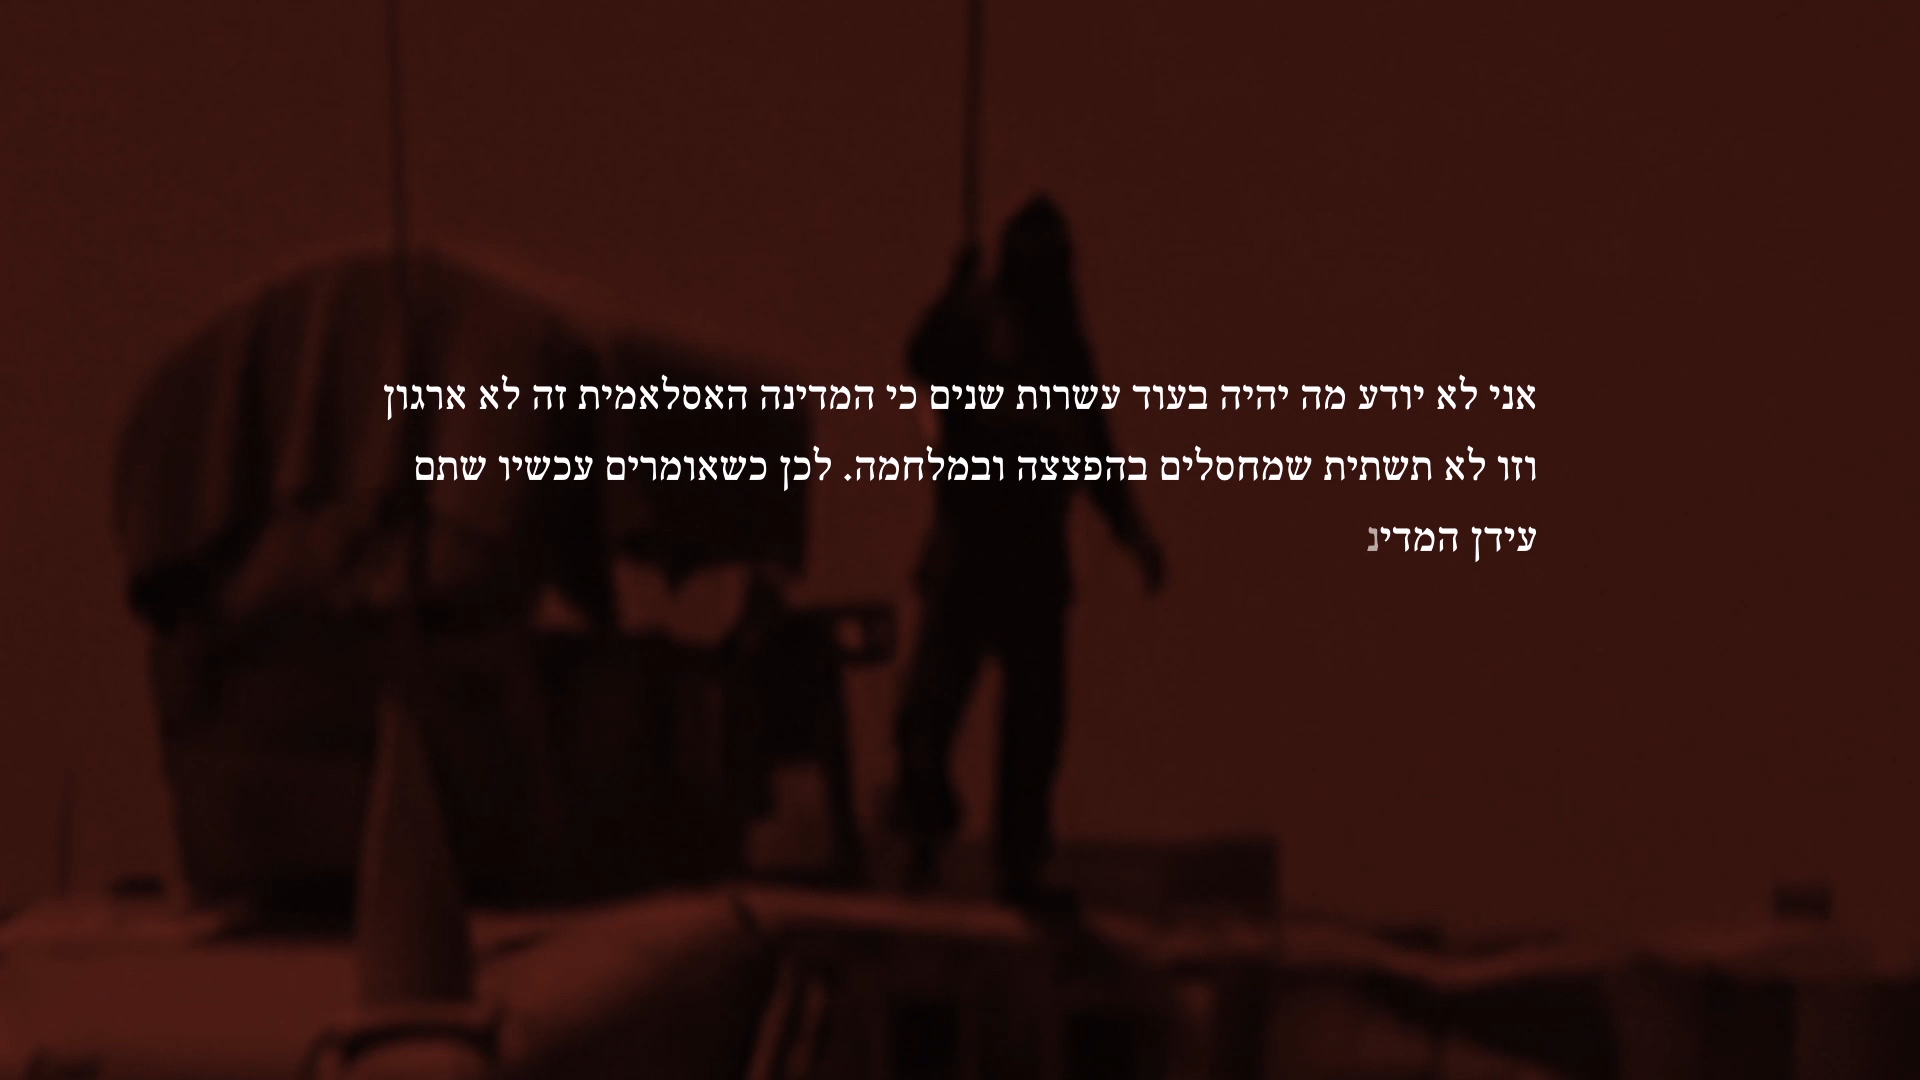 אני לא יודע מה יהיה בעוד עשרות שנים כי המדינה האסלאמית זה לא ארגון
וזו לא תשתית שמחסלים בהפצצה ובמלחמה. לכן כשאומרים עכשיו שתם
עידן המדינ